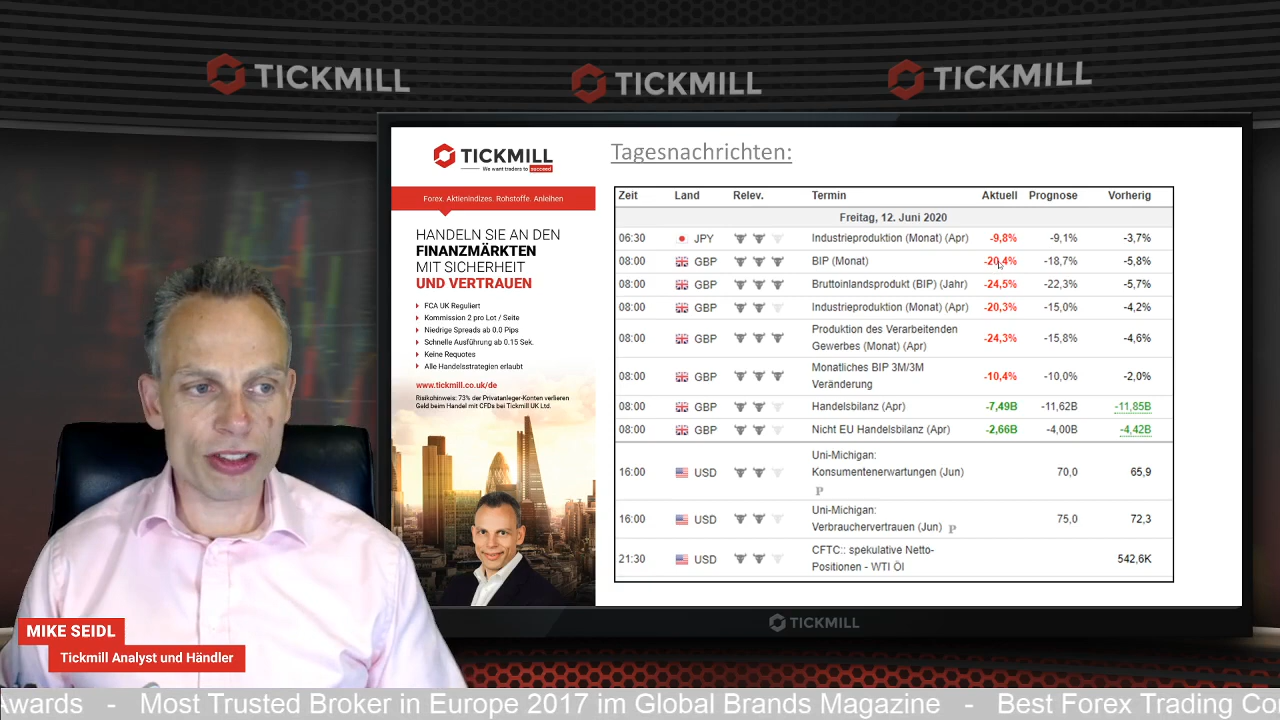 TICKMILL
TICKMILL
TICKMILL
TICKMILL
We want traders to succeed
Forex. Aktienindizes. Rohstoffe. Anleihen
HANDELN SIE AN DEN
FINANZMÄRKTEN
MIT SICHERHEIT
UND VERTRAUEN
FCA UK Reguliert
Kommission 2 pro Lot / Seite
Niedrige Spreads ab 0.0 Pips
Schnelle Ausführung ab 0.15 Sek.
Keine Requotes
Alle Handelsstrategien erlaubt
www.tickmill.co.uk/de
Risikohinweis: 73% der Privatanleger-Konten verlieren
Geld beim Handel mit CFDs bei Tickmill UK Ltd.
Tagesnachrichten:
Zeit Land Relev. Termin Aktuell Prognose Vorherig
Freitag, 12. Juni 2020
06:30 JPY Industrieproduktion (Monat) (Apr) -9,8% -9,1% -3,7%
08:00 GBP BIP (Monat) -20,4% -18,7% -5,8%
08:00 GBP Bruttoinlandsprodukt (BIP) (Jahr) -24,5% -22,3% -5,7%
08:00 GBP Industrieproduktion (Monat) (Apr) -20,3% -15,0% -4,2%
08:00 GBP Produktion des Verarbeitenden
Gewerbes (Monat) (Apr) -24,3% -15,8% -4,6%
08:00 GBP Monatliches BIP 3M/3M
Veränderung -10,4% -10,0% -2,0%
08:00 GBP Handelsbilanz (Apr) -7,49B -11,62B -11,85B
08:00 GBP Nicht EU Handelsbilanz (Apr) -2,66B -4,00B -4,42B
16:00 USD Uni-Michigan:
Konsumentenerwartungen (Jun) 70,0 65,9
P
16:00 USD Uni-Michigan:
Verbrauchervertrauen (Jun) P 75,0 72,3
21:30 USD CFTC:: spekulative Netto-
Positionen - WTI Öl 542,6K
TICKMILL
MIKE SEIDL
Tickmill Analyst und Händler
Awards - Most Trusted Broker in Europe 2017 im Global Brands Magazine - Best Forex Trading Co